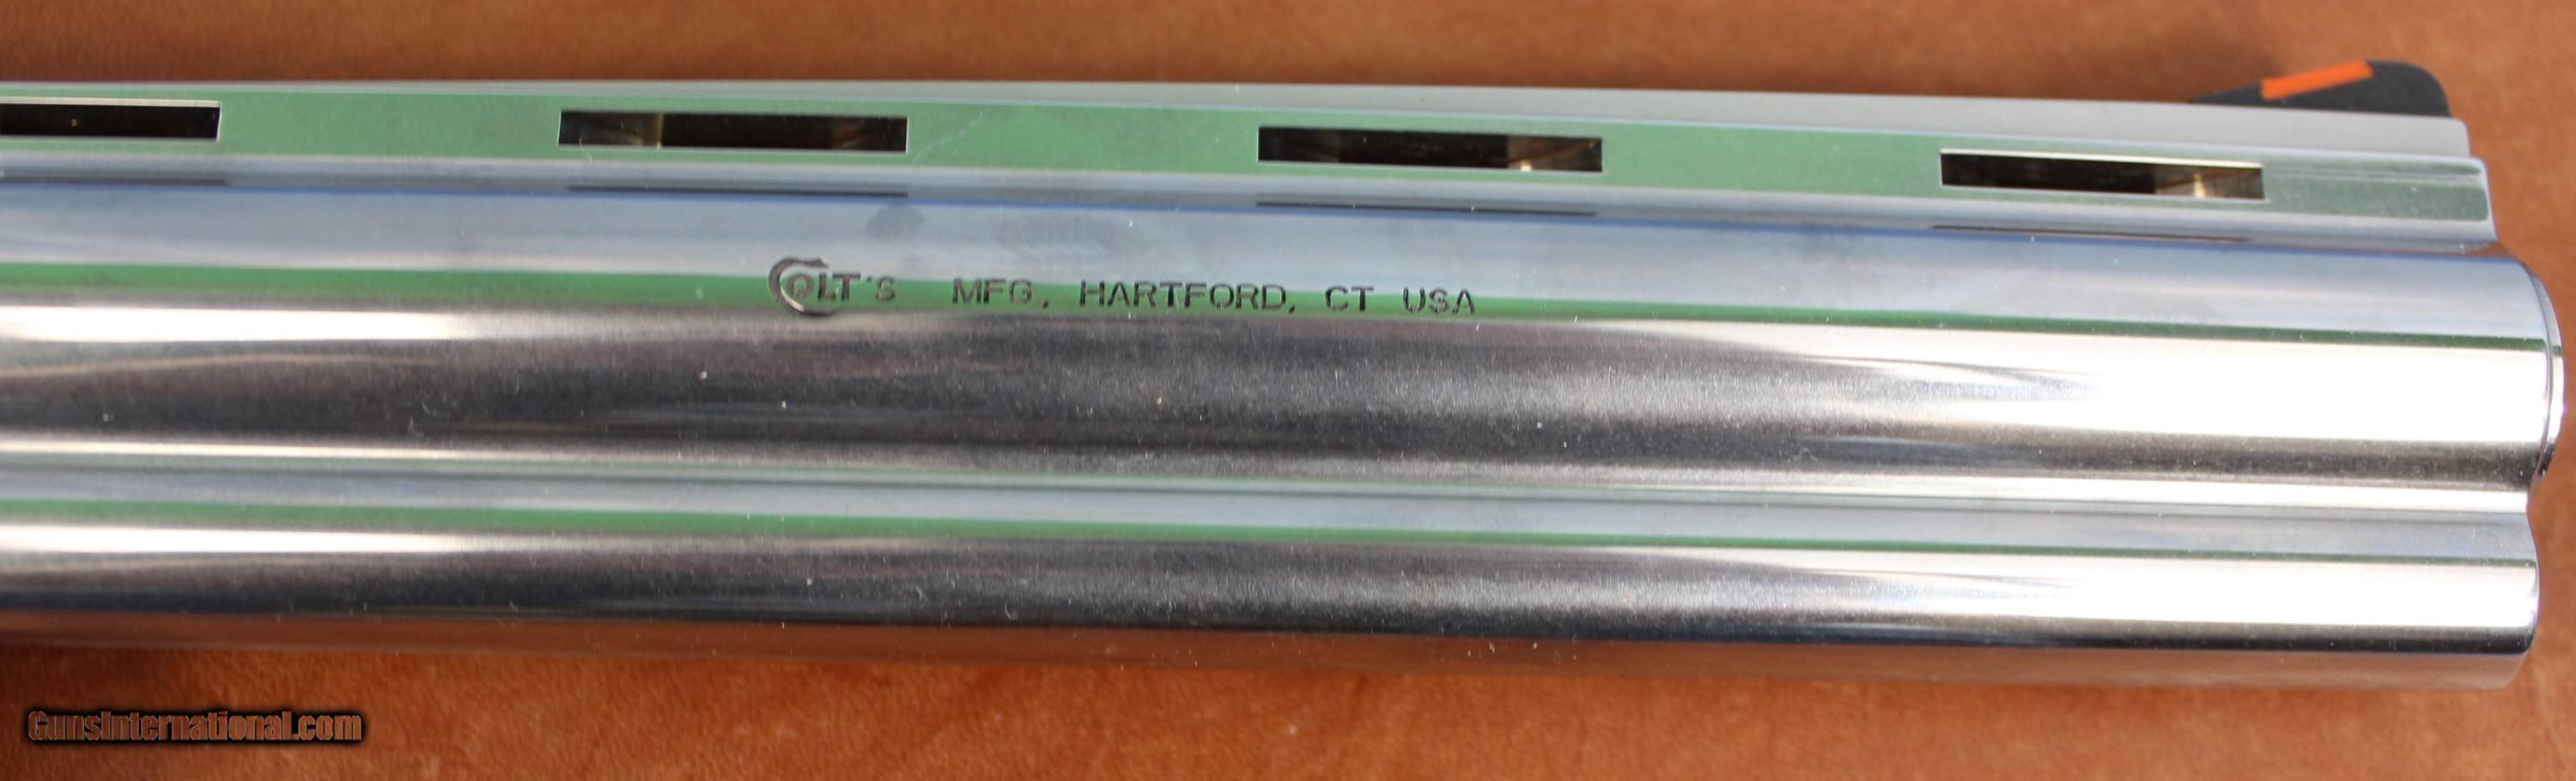 COLT'S MFG. HARTFORD, CT USA
GunsInternational.com